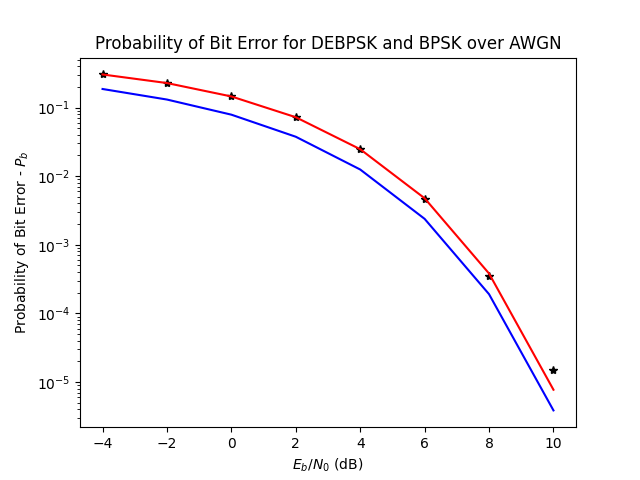 Probability of Bit Error for DEBPSK and BPSK over AWGN
Probability of Bit Error - P_b
10^{-1}
10^{-2}
10^{-3}
10^{-4}
10^{-5}
−4 −2 0 2 4 6 8 10
E_b/N_0 (dB)